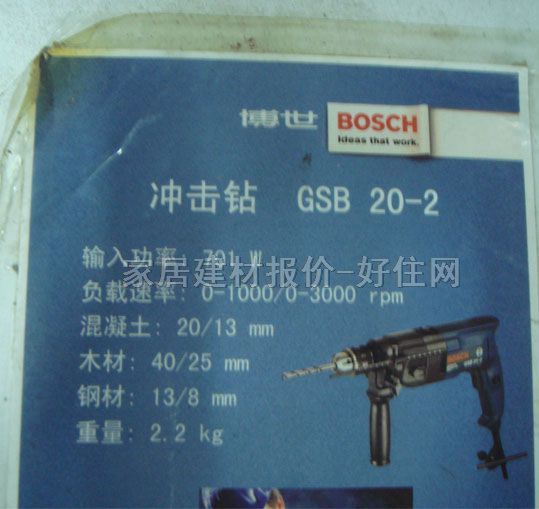 博世 BOSCH
Ideas that work.
冲击钻 GSB 20-2
输入功率: 701 W
家居建材报价-好住网
负载速率: 0-1000/0-3000 rpm
混凝土: 20/13 mm
木材: 40/25 mm
钢材: 13/8 mm
重量: 2.2 kg
BOSCH